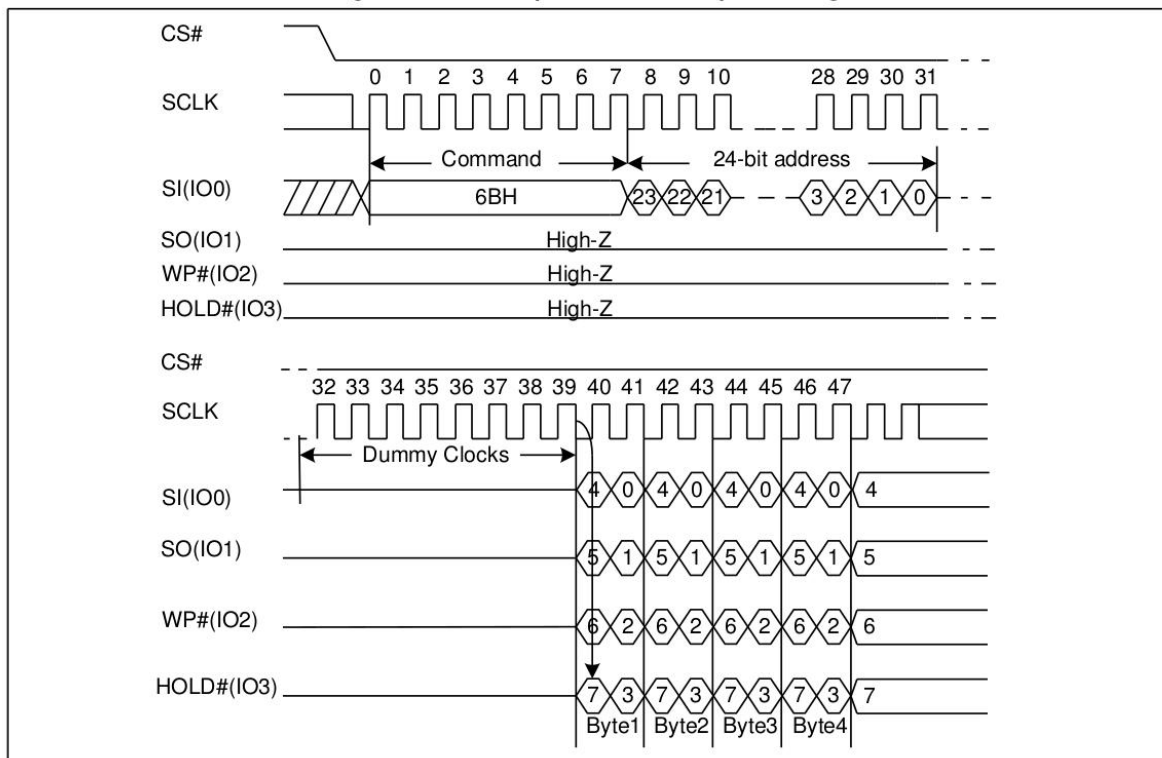 CS#
0 1 2 3 4 5 6 7 8 9 10 28 29 30 31
SCLK
Command 24-bit address
SI(IO0) 6BH 23 22 21 3 2 1 0
SO(IO1) High-Z
WP#(IO2) High-Z
HOLD#(IO3) High-Z
CS#
32 33 34 35 36 37 38 39 40 41 42 43 44 45 46 47
SCLK
Dummy Clocks
SI(IO0) 4 0 4 0 4 0 4 0 4
SO(IO1) 5 1 5 1 5 1 5 1 5
WP#(IO2) 6 2 6 2 6 2 6 2 6
HOLD#(IO3) 7 3 7 3 7 3 7 3 7
Byte1 Byte2 Byte3 Byte4